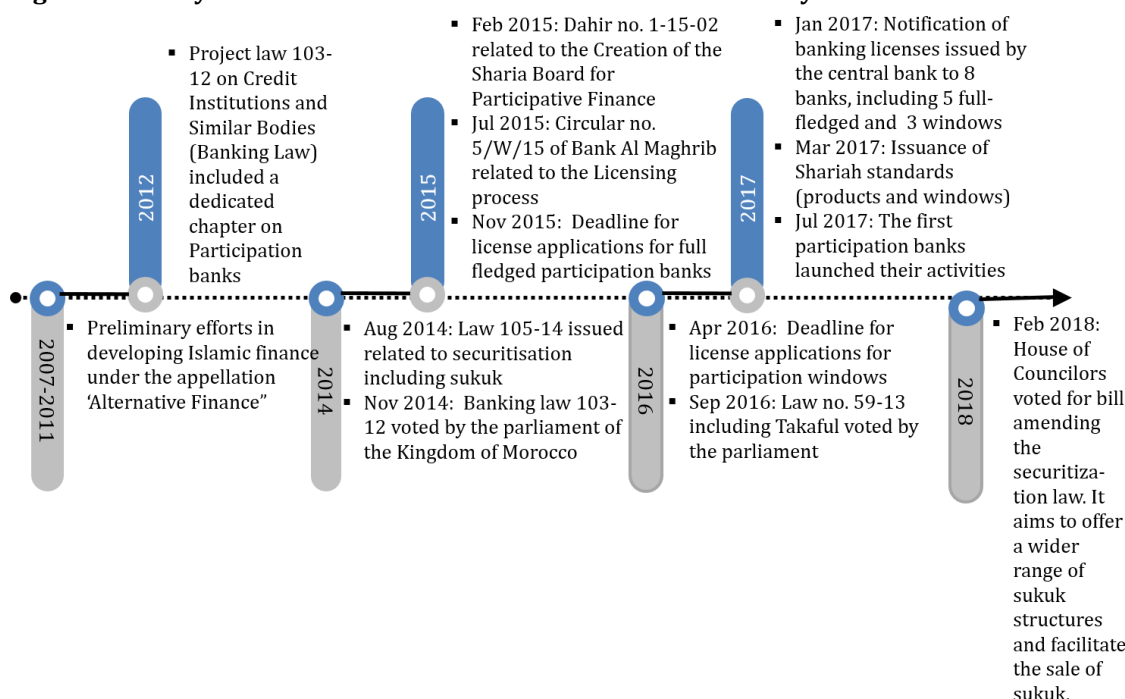 ▪ Project law 103-
12 on Credit
Institutions and
Similar Bodies
(Banking Law)
included a
dedicated
chapter on
Participation
banks
2012
▪ Feb 2015: Dahir no. 1-15-02
related to the Creation of the
Sharia Board for
Participative Finance
▪ Jul 2015: Circular no.
5/W/15 of Bank Al Maghrib
related to the Licensing
process
▪ Nov 2015: Deadline for
license applications for full
fledged participation banks
2015
▪ Jan 2017: Notification of
banking licenses issued by
the central bank to 8
banks, including 5 full-
fledged and 3 windows
▪ Mar 2017: Issuance of
Shariah standards
(products and windows)
▪ Jul 2017: The first
participation banks
launched their activities
2017
2007-2011
▪ Preliminary efforts in
developing Islamic finance
under the appellation
‘Alternative Finance”
2014
▪ Aug 2014: Law 105-14 issued
related to securitisation
including sukuk
▪ Nov 2014: Banking law 103-
12 voted by the parliament of
the Kingdom of Morocco
2016
▪ Apr 2016: Deadline for
license applications for
participation windows
▪ Sep 2016: Law no. 59-13
including Takaful voted by
the parliament
2018
▪ Feb 2018:
House of
Councilors
voted for bill
amending
the
securitiza-
tion law. It
aims to offer
a wider
range of
sukuk
structures
and facilitate
the sale of
sukuk.